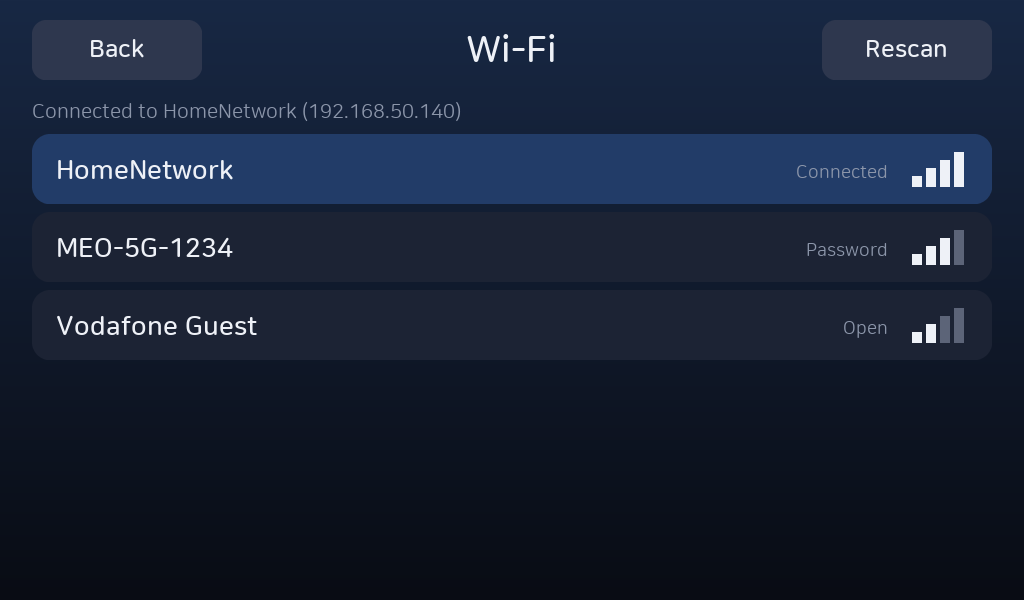 Back
Wi-Fi
Rescan
Connected to HomeNetwork (192.168.50.140)
HomeNetwork Connected
MEO-5G-1234 Password
Vodafone Guest Open